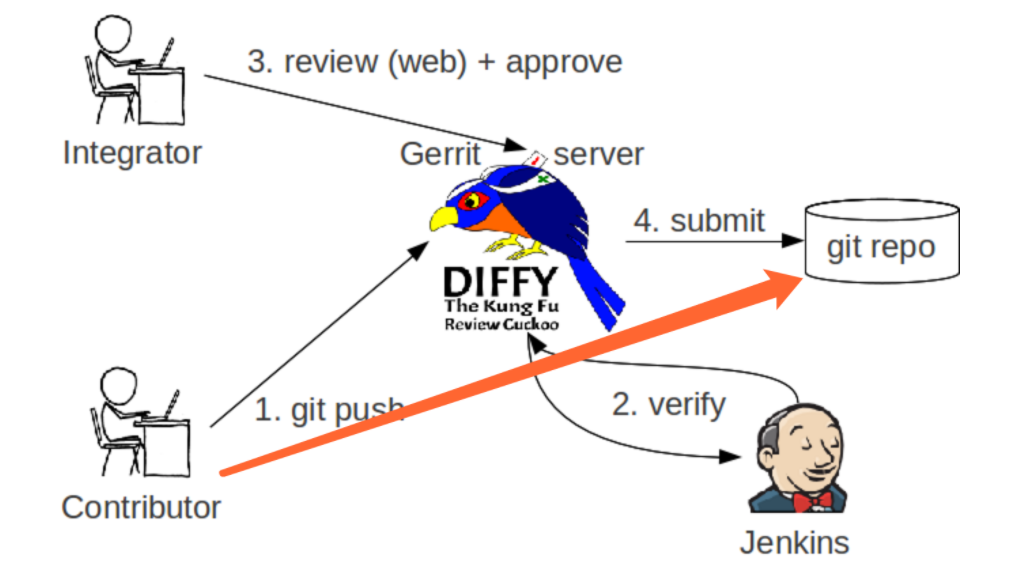 3. review (web) + approve
Integrator
Gerrit server
4. submit
git repo
DIFFY
The Kung Fu
Review Cuckoo
1. git push
2. verify
Contributor
Jenkins